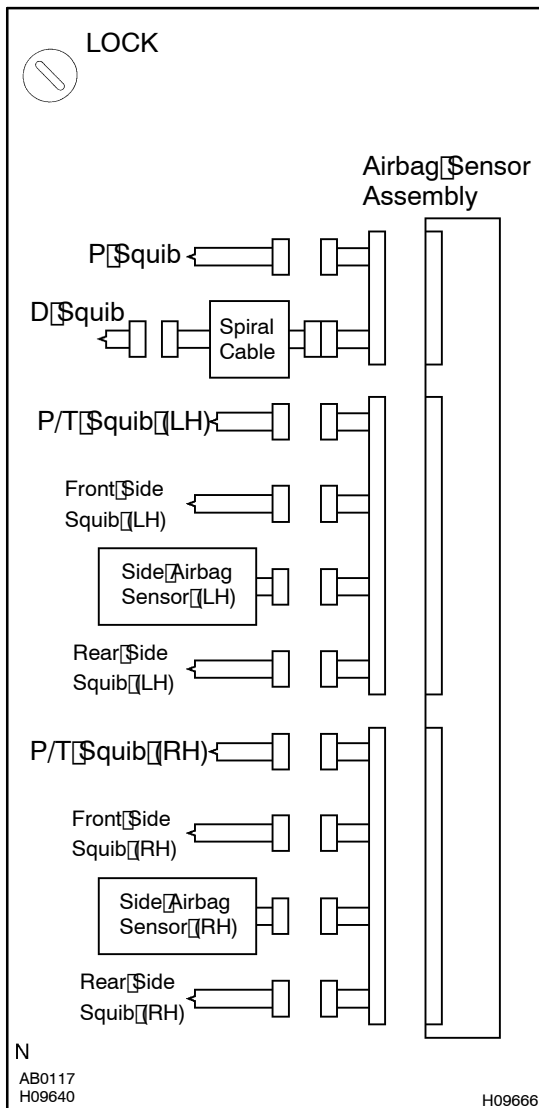 LOCK
Airbag Sensor
Assembly
P Squib
D Squib
Spiral
Cable
P/T Squib (LH)
Front Side
Squib (LH)
Side Airbag
Sensor (LH)
Rear Side
Squib (LH)
P/T Squib (RH)
Front Side
Squib (RH)
Side Airbag
Sensor (RH)
Rear Side
Squib (RH)
N
AB0117
H09640
H09666